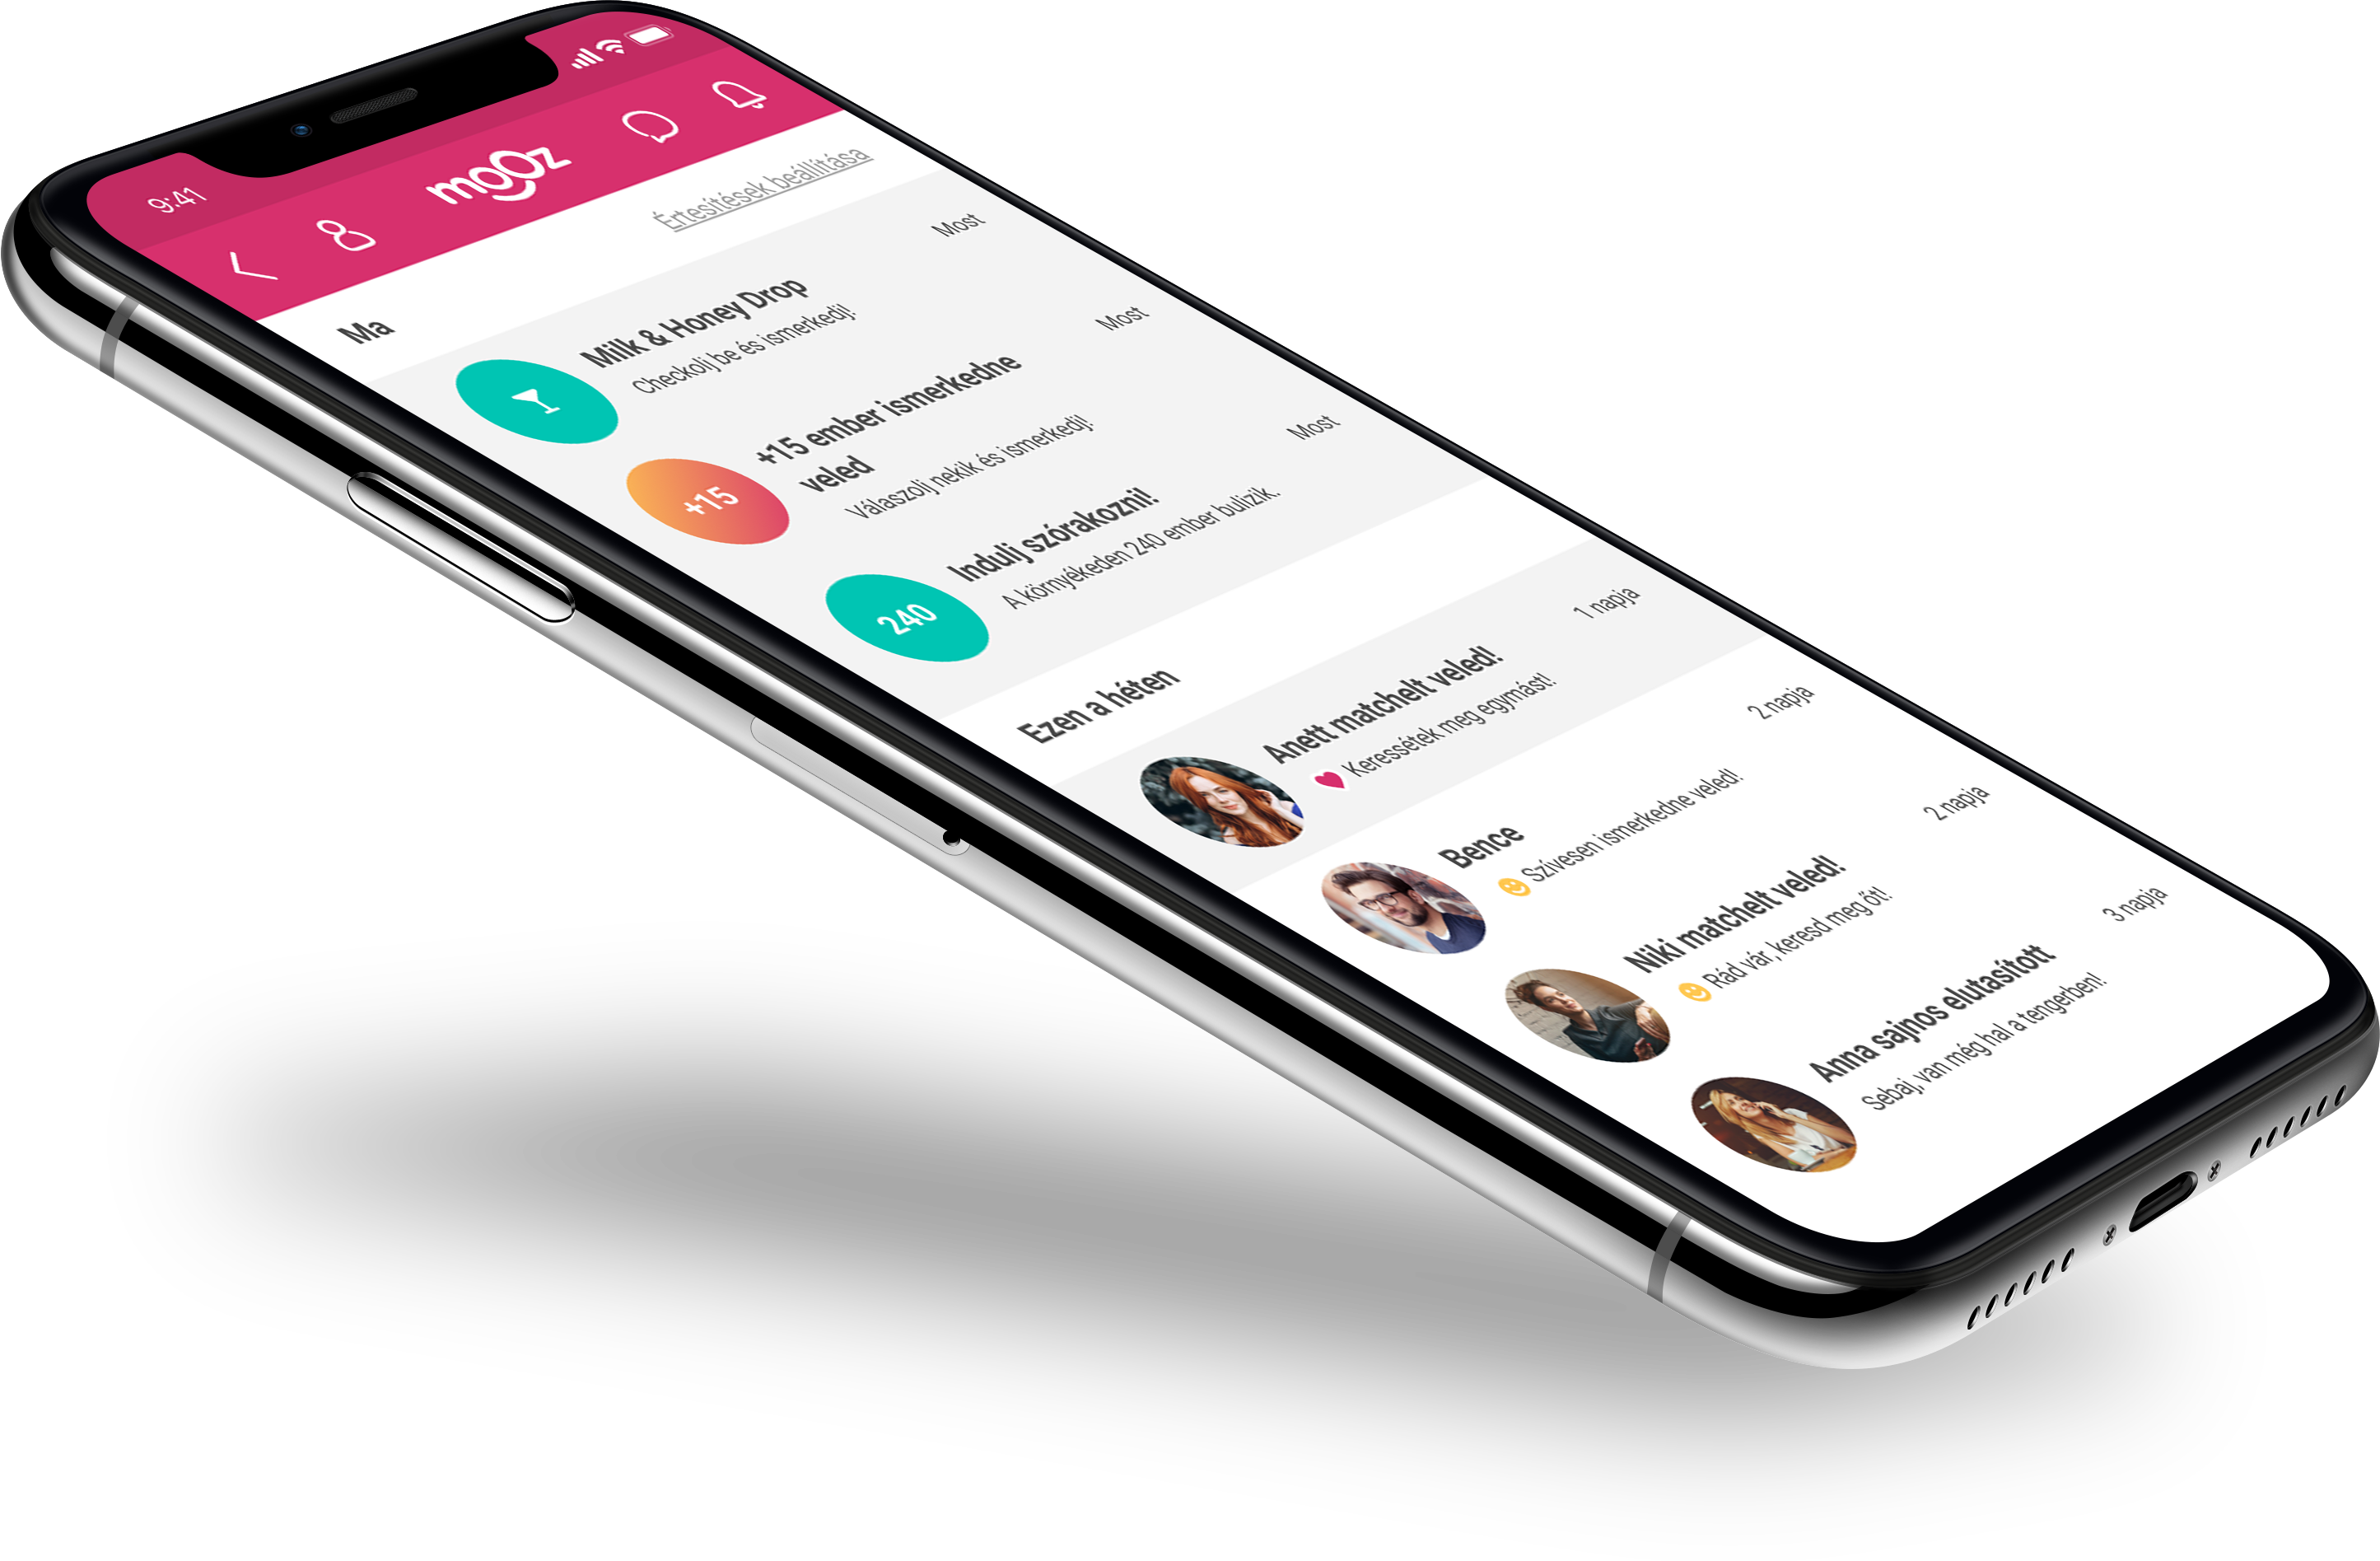 9:41
mooz
Értesítések beállítása
Ma
Milk & Honey Drop
Most
Checkolj be és ismerkedj!
+15
+15 ember ismerkedne
veled
Most
Válaszolj nekik és ismerkedj!
240
Indulj szórakozni!
Most
A környékeden 240 ember bulizik.
Ezen a héten
Anett matchelt veled!
1 napja
Keressétek meg egymást!
Bence
2 napja
Szívesen ismerkedne veled!
Niki matchelt veled!
2 napja
Rád vár, keresd meg őt!
Anna sajnos elutasított
3 napja
Sebaj, van még hal a tengerben!